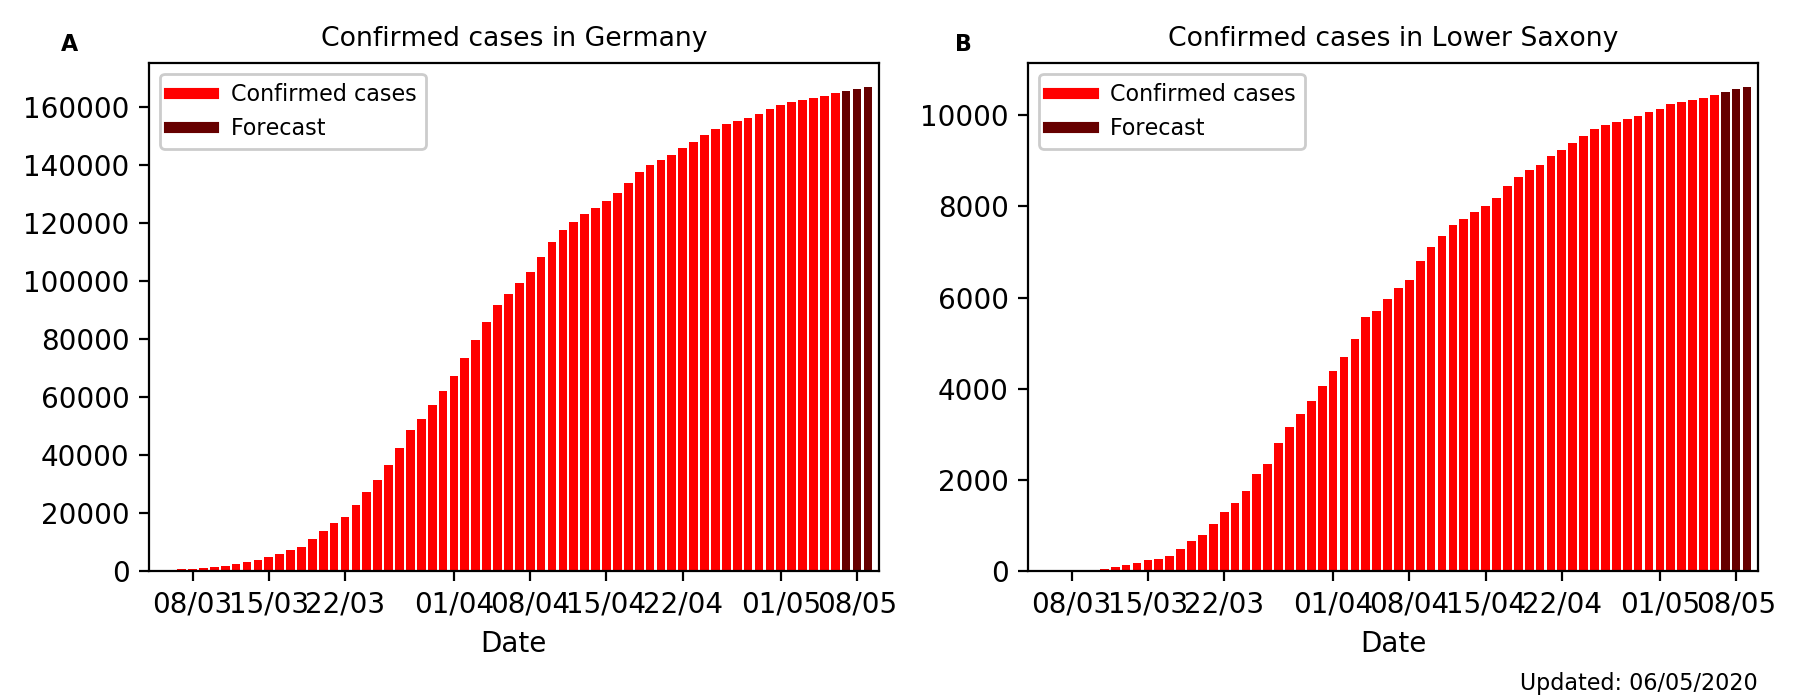 A
Confirmed cases in Germany
Confirmed cases
Forecast
160000
140000
120000
100000
80000
60000
40000
20000
0
08/03 15/03 22/03 01/04 08/04 15/04 22/04 01/05 08/05
Date
B
Confirmed cases in Lower Saxony
Confirmed cases
Forecast
10000
8000
6000
4000
2000
0
08/03 15/03 22/03 01/04 08/04 15/04 22/04 01/05 08/05
Date
Updated: 06/05/2020